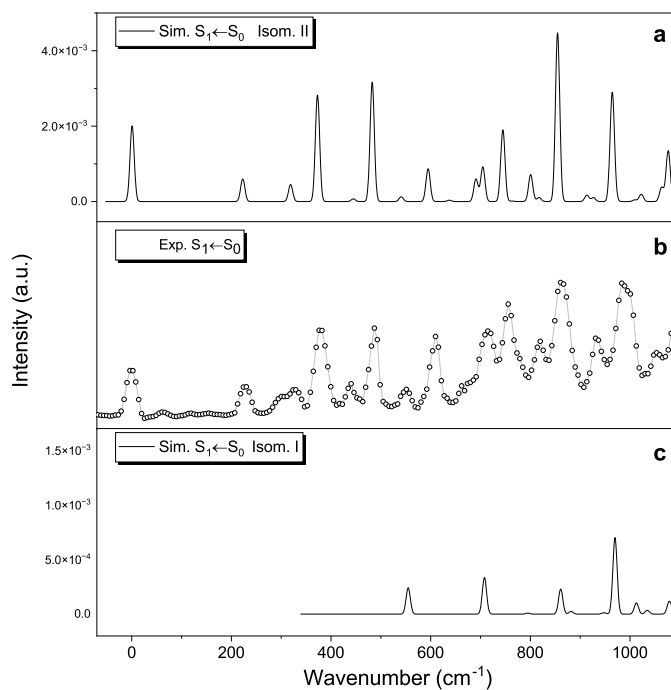 Sim. S₁←S₀ Isom. II
a
4.0×10⁻³
2.0×10⁻³
0.0
Exp. S₁←S₀
b
Intensity (a.u.)
Sim. S₁←S₀ Isom. I
c
1.5×10⁻³
1.0×10⁻³
5.0×10⁻⁴
0.0
0 200 400 600 800 1000
Wavenumber (cm⁻¹)